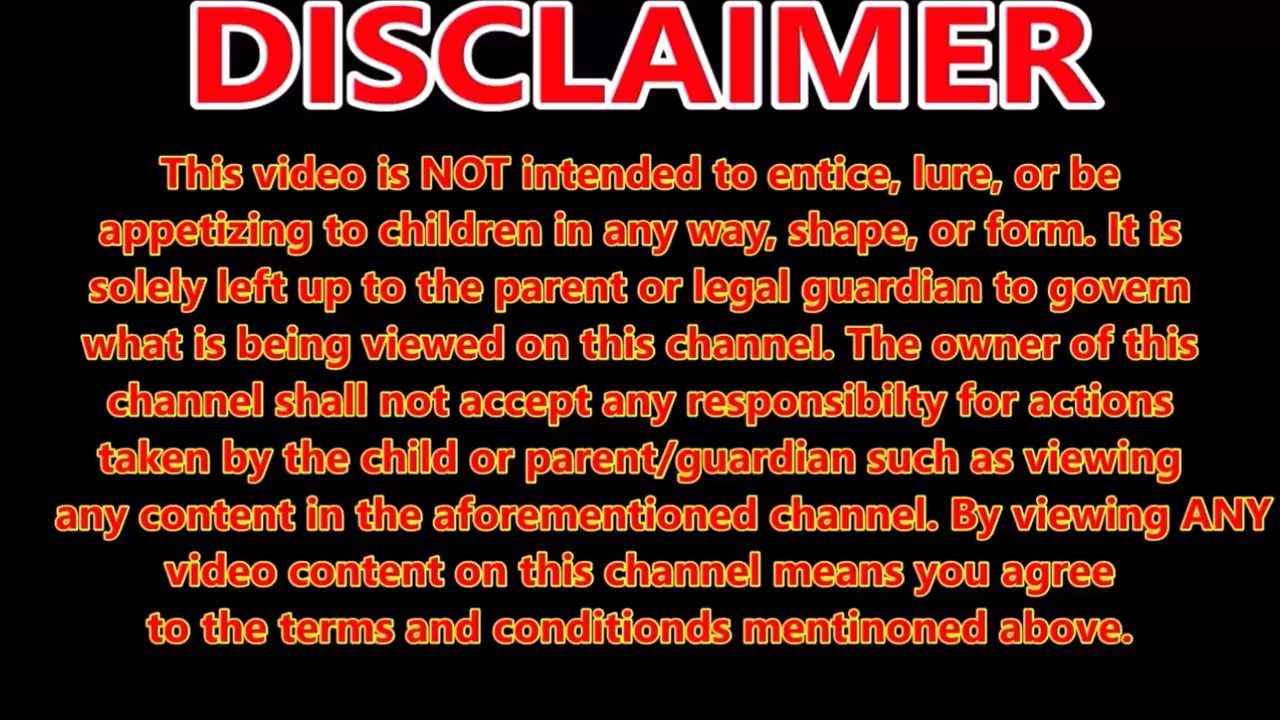 DISCLAIMER
This video is NOT intended to entice, lure, or be
appetizing to children in any way, shape, or form. It is
solely left up to the parent or legal guardian to govern
what is being viewed on this channel. The owner of this
channel shall not accept any responsibilty for actions
taken by the child or parent/guardian such as viewing
any content in the aforementioned channel. By viewing ANY
video content on this channel means you agree
to the terms and conditionds mentinoned above.